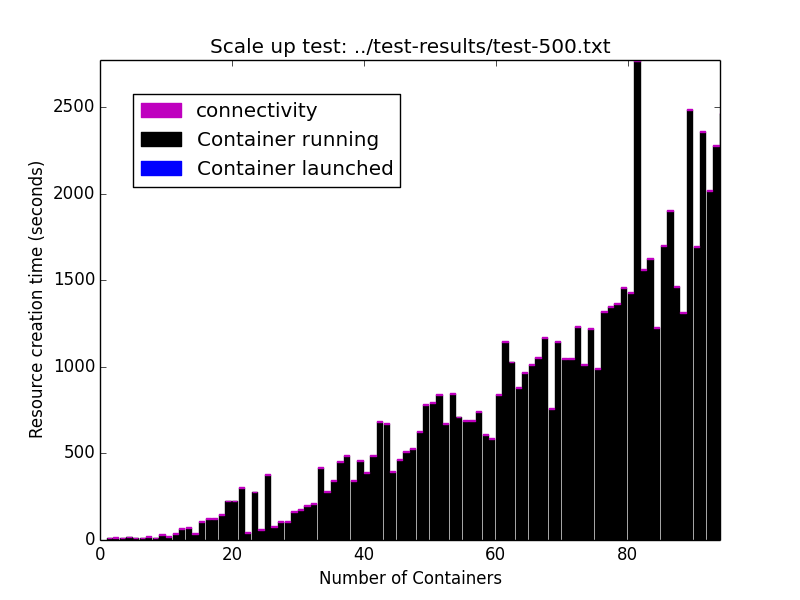 Scale up test: ../test-results/test-500.txt
connectivity
Container running
Container launched
Resource creation time (seconds)
2500
2000
1500
1000
500
0
0 20 40 60 80
Number of Containers